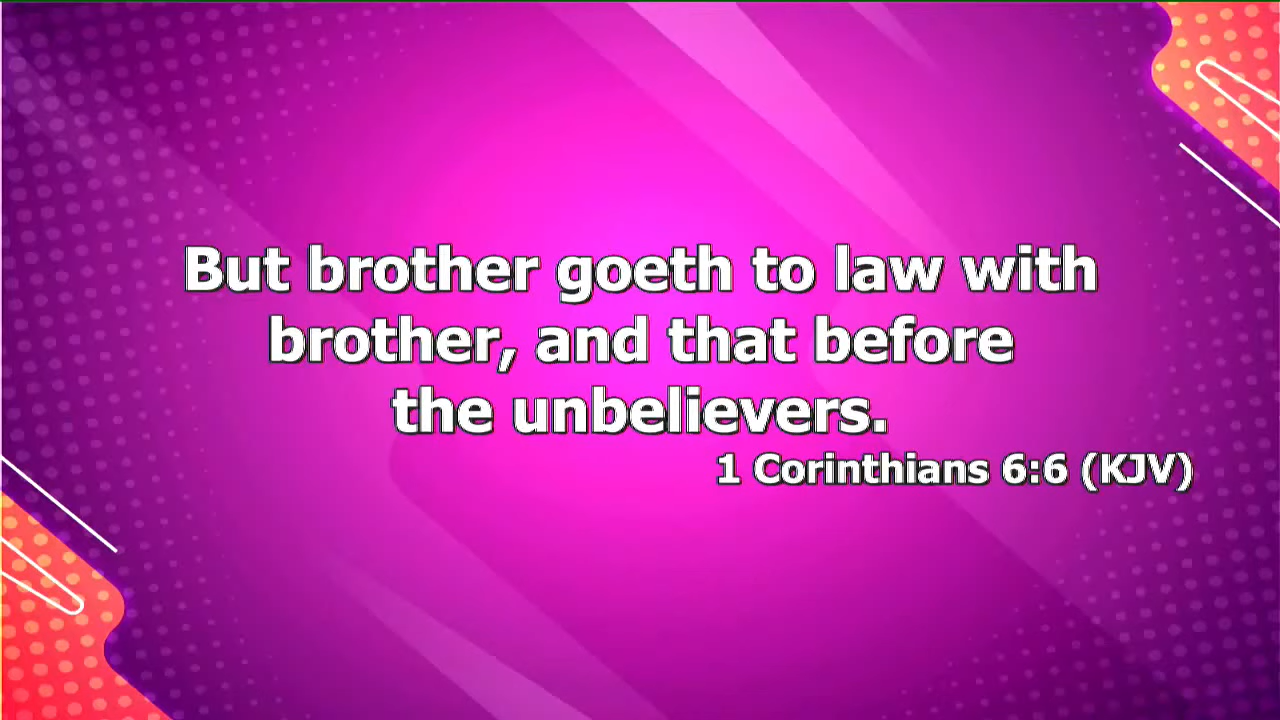 But brother goeth to law with
brother, and that before
the unbelievers.
1 Corinthians 6:6 (KJV)